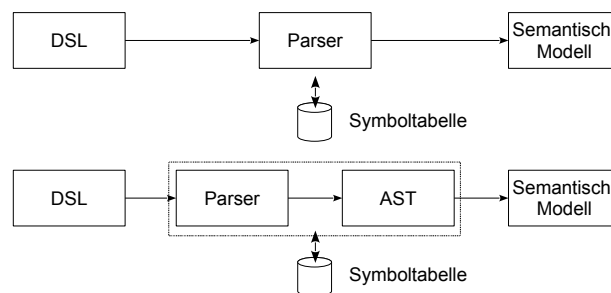 DSL
Parser
Semantisch
Modell
Symboltabelle
DSL
Parser
AST
Semantisch
Modell
Symboltabelle